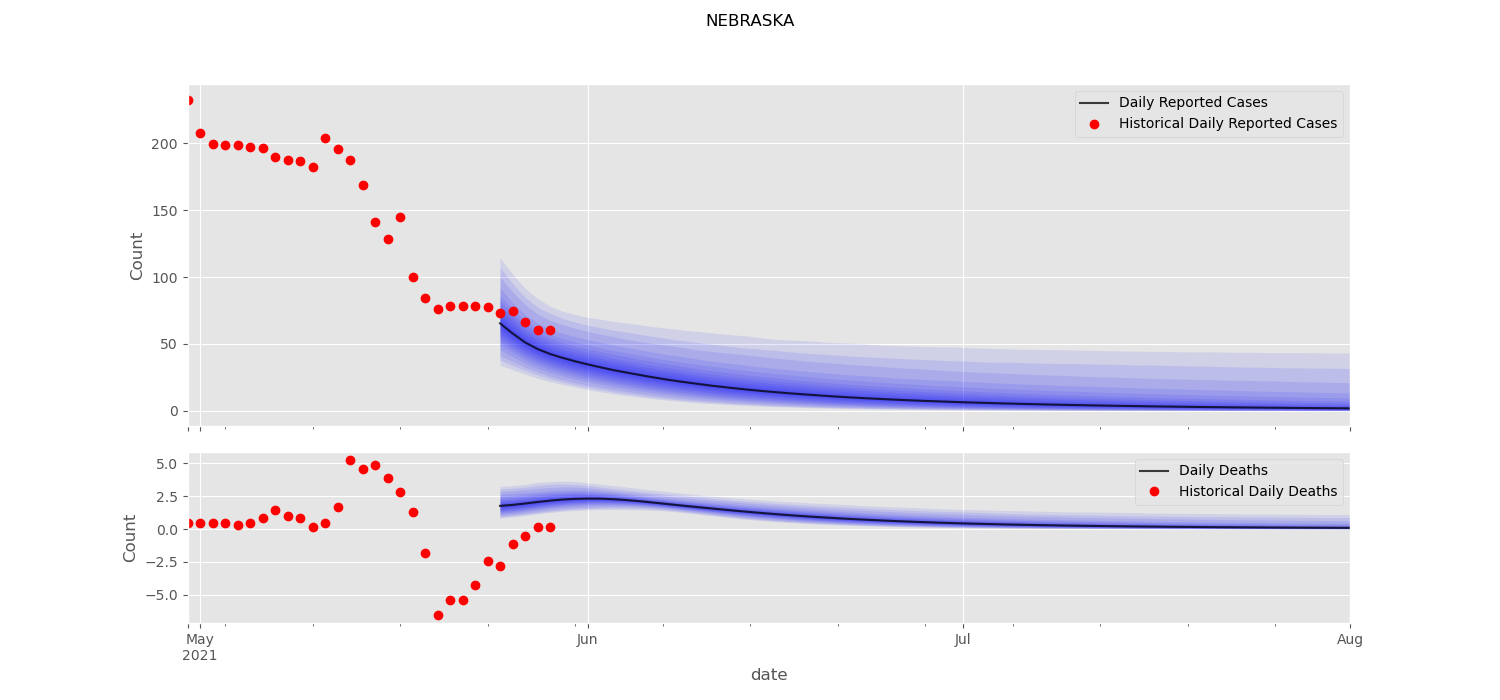 NEBRASKA
Daily Reported Cases
Historical Daily Reported Cases
200
150
100
50
0
Count
Daily Deaths
Historical Daily Deaths
5.0
2.5
0.0
−2.5
−5.0
Count
May Jun Jul Aug
2021
date